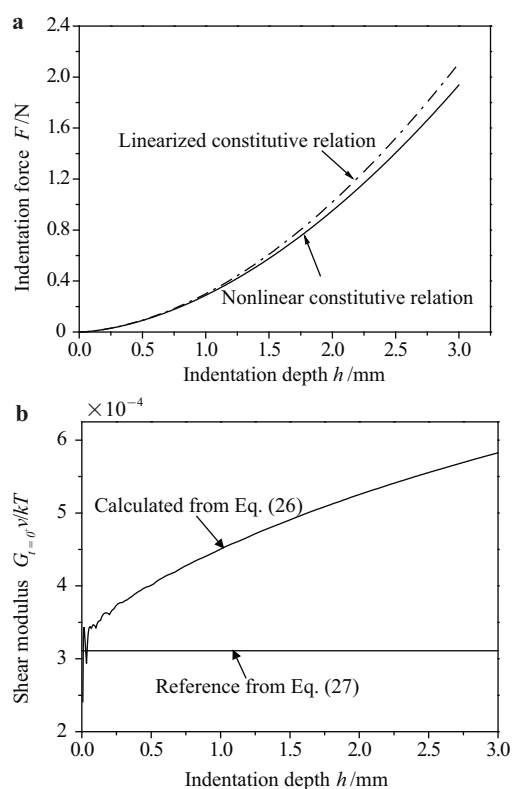 a
2.4
2.0
1.6
1.2
0.8
0.4
0
Indentation force F/N
Linearized constitutive relation
Nonlinear constitutive relation
0.0 0.5 1.0 1.5 2.0 2.5 3.0
Indentation depth h/mm
b
×10⁻⁴
6
5
4
3
2
Shear modulus G_{t=0^+}v/kT
Calculated from Eq. (26)
Reference from Eq. (27)
0.0 0.5 1.0 1.5 2.0 2.5 3.0
Indentation depth h/mm